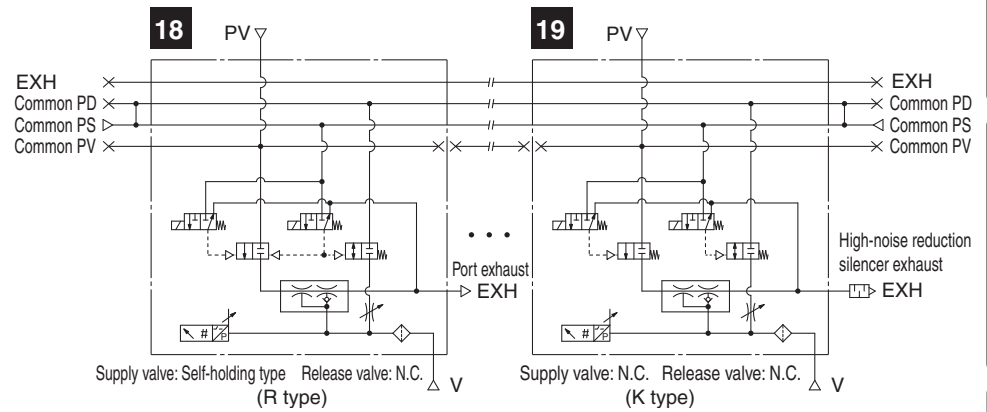 18
PV
19
PV
EXH
EXH
Common PD
Common PD
Common PS
Common PS
Common PV
Common PV
High-noise reduction
silencer exhaust
Port exhaust
EXH
EXH
# P
# P
Supply valve: Self-holding type Release valve: N.C.
V
(R type)
Supply valve: N.C. Release valve: N.C.
V
(K type)